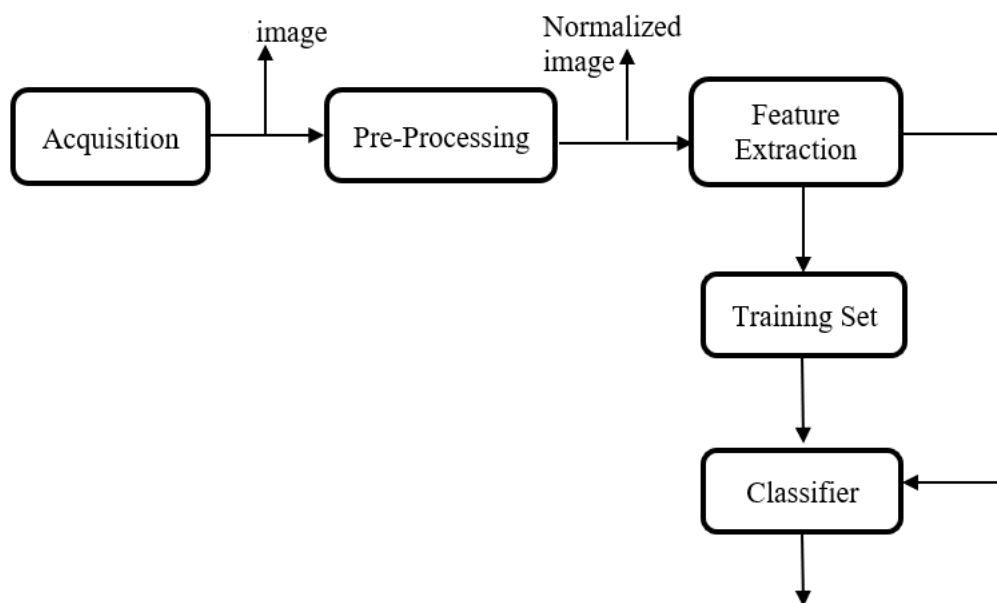 image
Normalized
image
Acquisition
Pre-Processing
Feature
Extraction
Training Set
Classifier